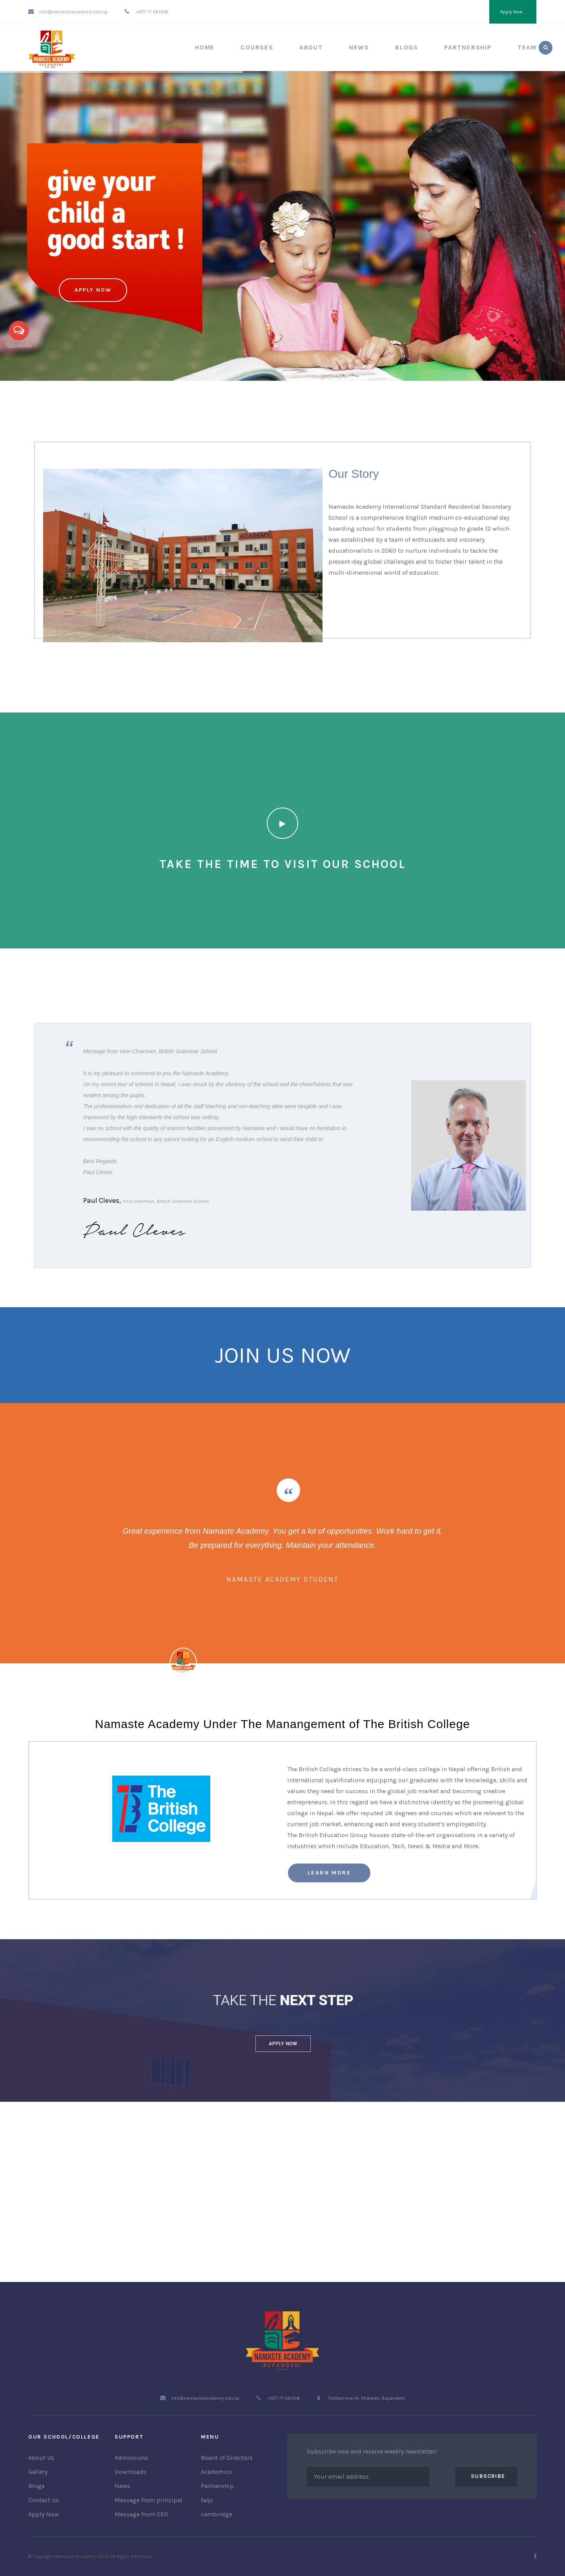 info@namasteacademy.edu.np
+977 71 561108
Apply Now
NAMASTE ACADEMY
RUPANDEHI
HOME
COURSES
ABOUT
NEWS
BLOGS
PARTNERSHIP
TEAM
give your
child a
good start !
APPLY NOW
Our Story
Namaste Academy International Standard Residential Secondary
School is a comprehensive English medium co-educational day
boarding school for students from playgroup to grade 12 which
was established by a team of enthusiasts and visionary
educationalists in 2060 to nurture individuals to tackle the
present-day global challenges and to foster their talent in the
multi-dimensional world of education.
NAMASTE ACADEMY
TAKE THE TIME TO VISIT OUR SCHOOL
“
Message from Vice-Chairman, British Grammar School
It is my pleasure to commend to you the Namaste Academy
On my recent tour of schools in Nepal, I was struck by the vibrancy of the school and the cheerfulness that was
evident among the pupils.
The professionalism and dedication of all the staff teaching and non-teaching alike were tangible and I was
impressed by the high standards the school was setting.
I saw no school with the quality of science facilities possessed by Namaste and I would have no hesitation in
recommending the school to any parent looking for an English medium school to send their child to.
Best Regards,
Paul Cleves
Paul Cleves, Vice-Chairman, British Grammar School
Paul Cleves
JOIN US NOW
“
Great experience from Namaste Academy. You get a lot of opportunities. Work hard to get it.
Be prepared for everything. Maintain your attendance.
NAMASTE ACADEMY STUDENT
Namaste Academy Under The Manangement of The British College
The
British
College
The British College strives to be a world-class college in Nepal offering British and
international qualifications equipping our graduates with the knowledge, skills and
values they need for success in the global job market and becoming creative
entrepreneurs. In this regard we have a distinctive identity as the pioneering global
college in Nepal. We offer reputed UK degrees and courses which are relevant to the
current job market, enhancing each and every student's employability.
The British Education Group houses state-of-the-art organisations in a variety of
industries which include Education, Tech, News & Media and More.
LEARN MORE
TAKE THE NEXT STEP
APPLY NOW
NAMASTE ACADEMY
RUPANDEHI
info@namasteacademy.edu.np
+977 71 561108
Tilottamma-14, Vhalwari, Rupandehi
OUR SCHOOL/COLLEGE
About Us
Gallery
Blogs
Contact Us
Apply Now
SUPPORT
Admissions
Downloads
News
Message from principal
Message from CEO
MENU
Board of Directors
Academics
Partnership
faqs
cambridge
Subscribe now and receive weekly newsletter!
Your email address
SUBSCRIBE
© Copyright Namaste Academy 2020. All Rights Reserved.